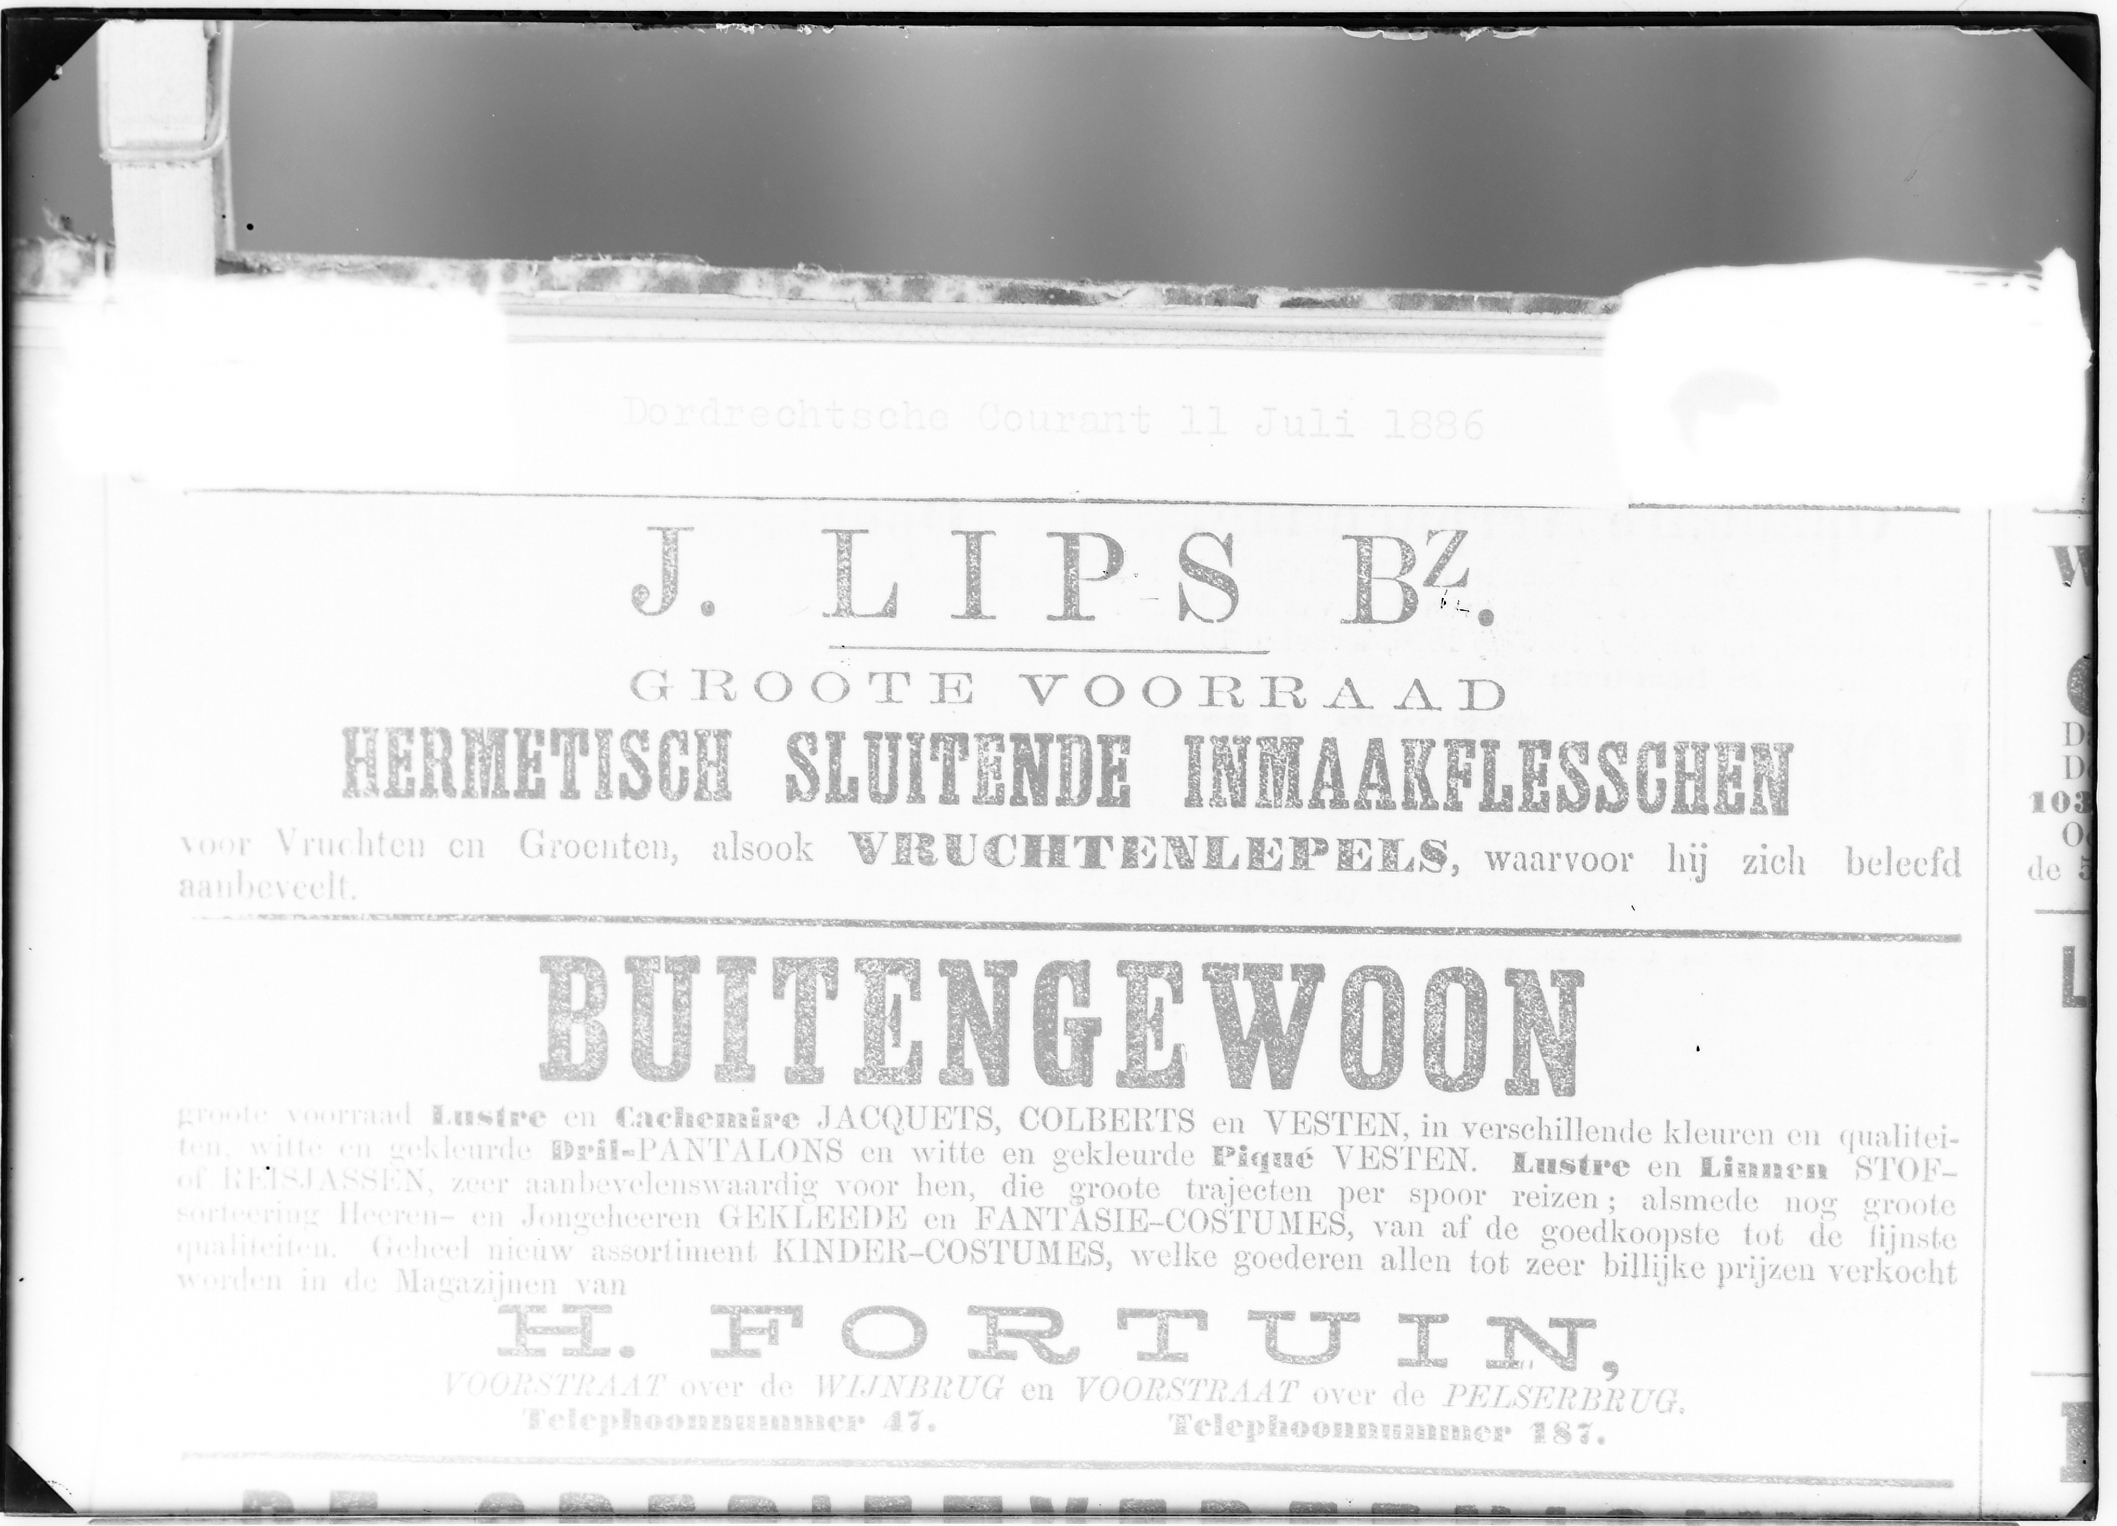 Dordrechtsche Courant 11 Juli 1886
J. LIPS Bz.
GROOTE VOORRAAD
HERMETISCH SLUITENDE INMAAKFLESSCHEN
voor Vruchten en Groenten, alsook VRUCHTENLEPELS, waarvoor hij zich beleefd
aanbeveelt.
BUITENGEWOON
groote voorraad Lustre en Cachemire JACQUETS, COLBERTS en VESTEN, in verschillende kleuren en qualitei-
ten, witte en gekleurde Dril-PANTALONS en witte en gekleurde Piqué VESTEN. Lustre en Linnen STOF-
of REISJASSEN, zeer aanbevelenswaardig voor hen, die groote trajecten per spoor reizen; alsmede nog groote
sorteering Heeren- en Jongeheeren GEKLEEDE en FANTASIE-COSTUMES, van af de goedkoopste tot de fijnste
qualiteiten. Geheel nieuw assortiment KINDER-COSTUMES, welke goederen allen tot zeer billijke prijzen verkocht
worden in de Magazijnen van
H. FORTUIN,
VOORSTRAAT over de WIJNBRUG en VOORSTRAAT over de PELSERBRUG.
Telephoonnummer 47. Telephoonnummer 187.
103
de 5